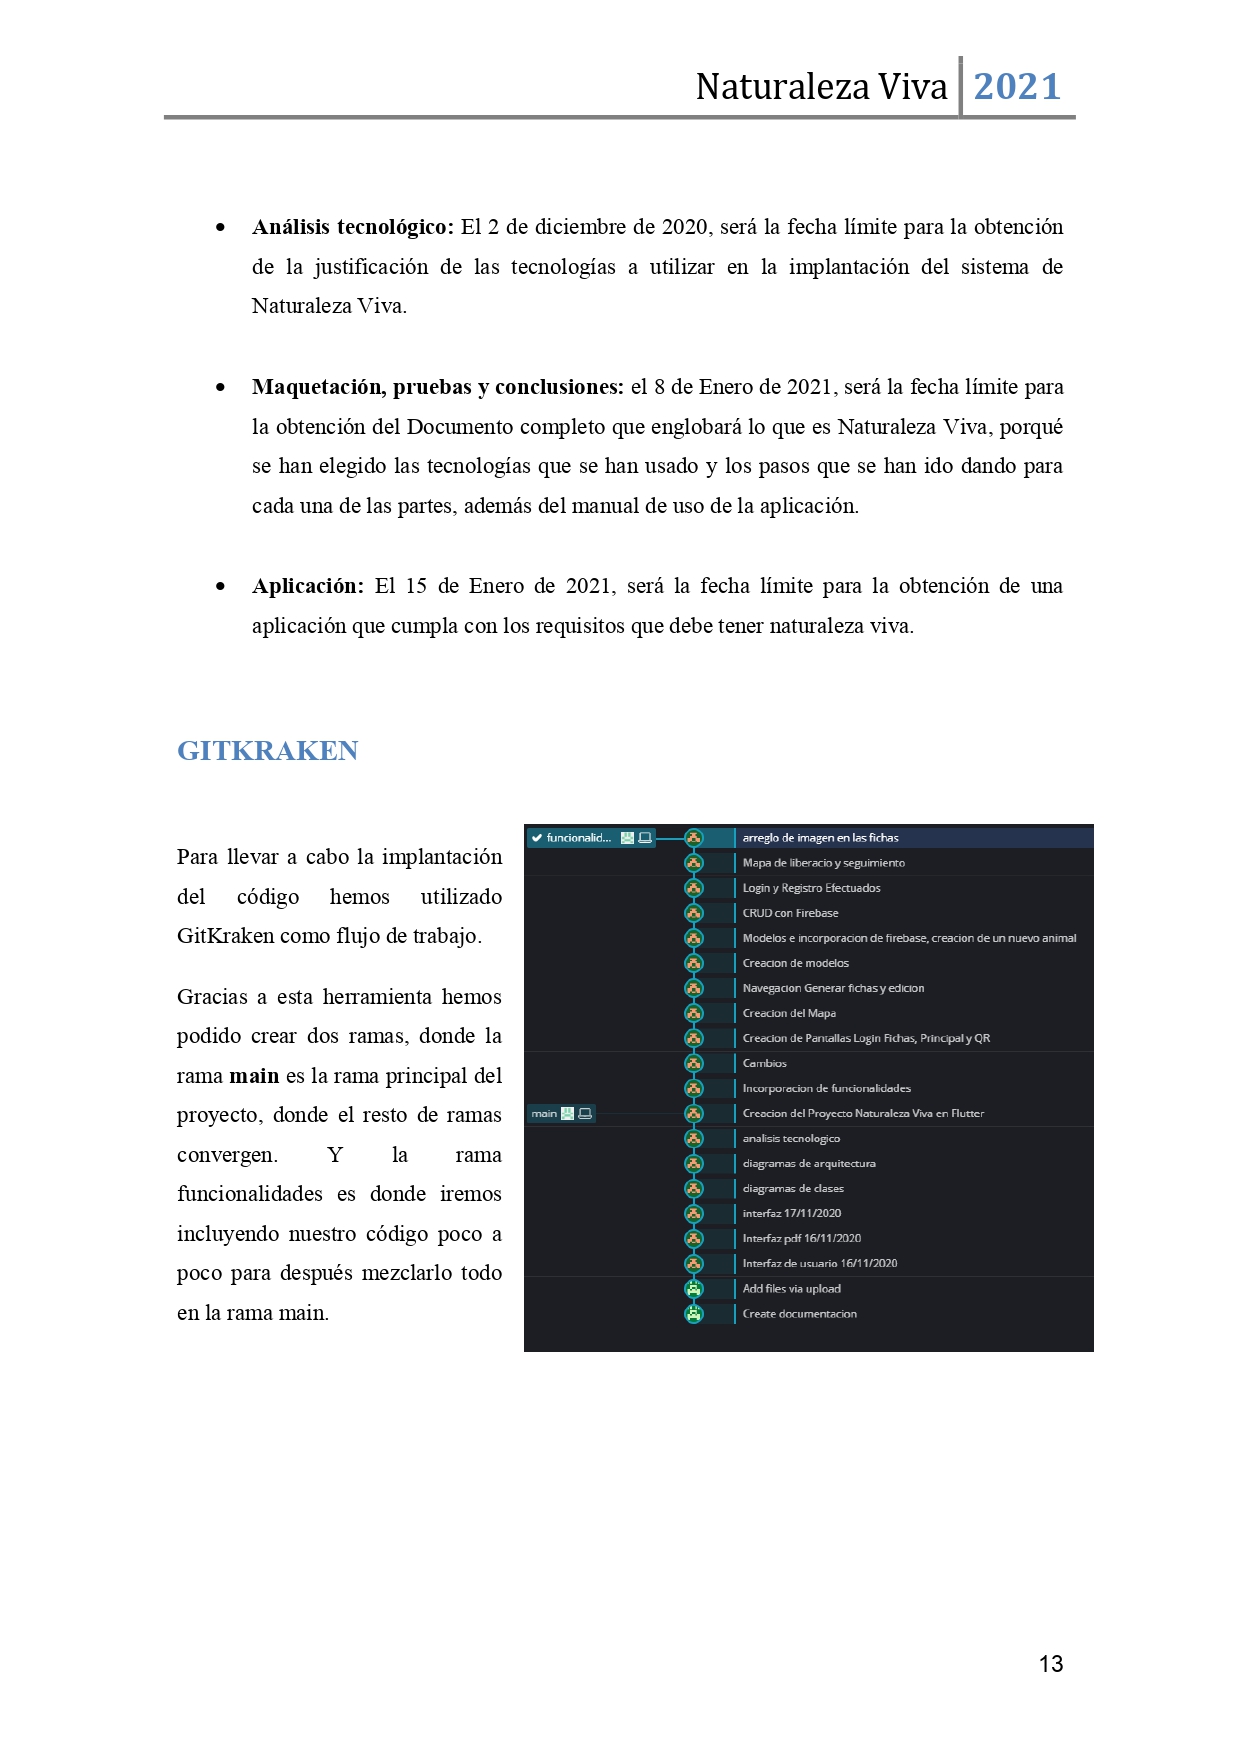 Naturaleza Viva 2021
• Análisis tecnológico: El 2 de diciembre de 2020, será la fecha límite para la obtención
de la justificación de las tecnologías a utilizar en la implantación del sistema de
Naturaleza Viva.
• Maquetación, pruebas y conclusiones: el 8 de Enero de 2021, será la fecha límite para
la obtención del Documento completo que englobará lo que es Naturaleza Viva, porqué
se han elegido las tecnologías que se han usado y los pasos que se han ido dando para
cada una de las partes, además del manual de uso de la aplicación.
• Aplicación: El 15 de Enero de 2021, será la fecha límite para la obtención de una
aplicación que cumpla con los requisitos que debe tener naturaleza viva.
GITKRAKEN
Para llevar a cabo la implantación
del código hemos utilizado
GitKraken como flujo de trabajo.
Gracias a esta herramienta hemos
podido crear dos ramas, donde la
rama main es la rama principal del
proyecto, donde el resto de ramas
convergen. Y la rama
funcionalidades es donde iremos
incluyendo nuestro código poco a
poco para después mezclarlo todo
en la rama main.
funcionalid... arreglo de imagen en las fichas
Mapa de liberacio y seguimiento
Login y Registro Efectuados
CRUD con Firebase
Modelos e incorporacion de firebase, creacion de un nuevo animal
Creacion de modelos
Navegacion Generar fichas y edicion
Creacion del Mapa
Creacion de Pantallas Login Fichas, Principal y QR
Cambios
Incorporacion de funcionalidades
main Creacion del Proyecto Naturaleza Viva en Flutter
analisis tecnologico
diagramas de arquitectura
diagramas de clases
interfaz 17/11/2020
Interfaz pdf 16/11/2020
Interfaz de usuario 16/11/2020
Add files via upload
Create documentacion
13